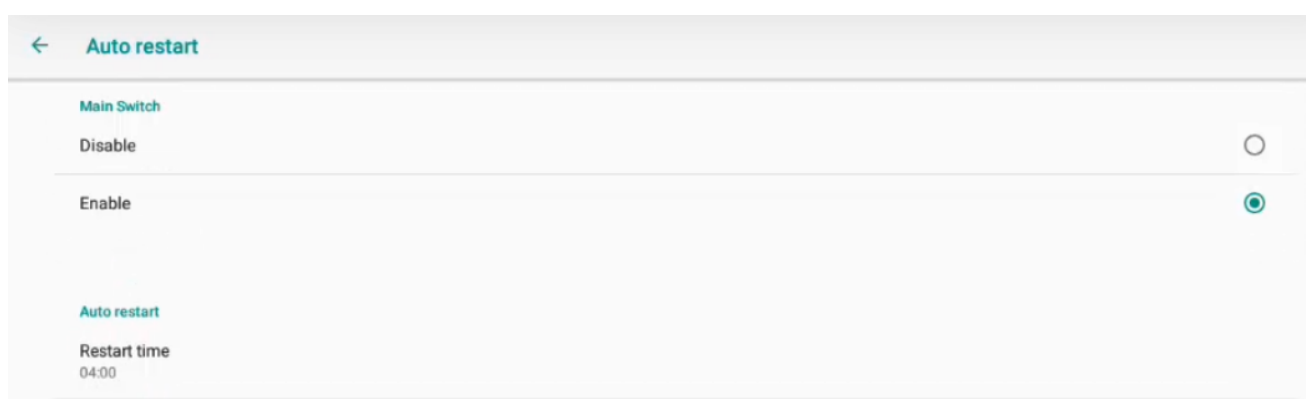 Auto restart
Main Switch
Disable
Enable
Auto restart
Restart time
04:00